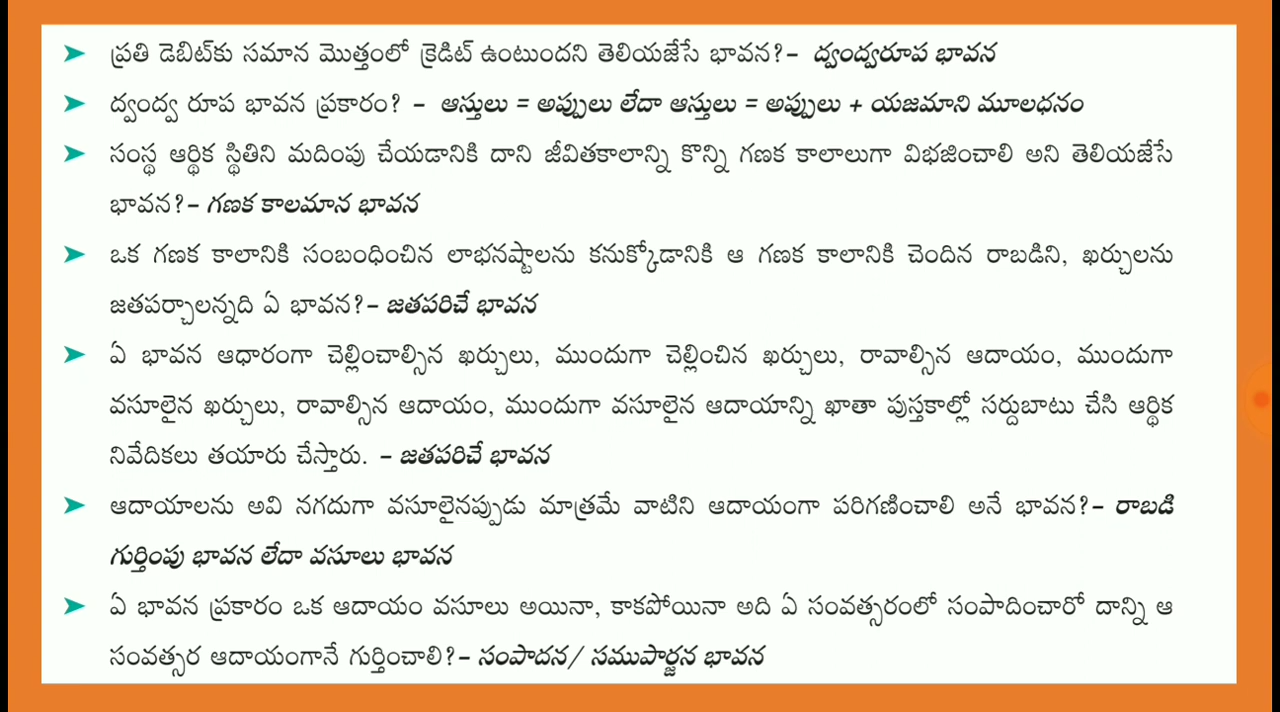 ➤ ప్రతి డెబిట్‌కు సమాన మొత్తంలో క్రెడిట్ ఉంటుందని తెలియజేసే భావన?– ద్వంద్వరూప భావన
➤ ద్వంద్వ రూప భావన ప్రకారం? – ఆస్తులు = అప్పులు లేదా ఆస్తులు = అప్పులు + యజమాని మూలధనం
➤ సంస్థ ఆర్థిక స్థితిని మదింపు చేయడానికి దాని జీవితకాలాన్ని కొన్ని గణక కాలాలుగా విభజించాలి అని తెలియజేసే
భావన?– గణక కాలమాన భావన
➤ ఒక గణక కాలానికి సంబంధించిన లాభనష్టాలను కనుక్కోడానికి ఆ గణక కాలానికి చెందిన రాబడిని, ఖర్చులను
జతపర్చాలన్నది ఏ భావన?– జతపరిచే భావన
➤ ఏ భావన ఆధారంగా చెల్లించాల్సిన ఖర్చులు, ముందుగా చెల్లించిన ఖర్చులు, రావాల్సిన ఆదాయం, ముందుగా
వసూలైన ఖర్చులు, రావాల్సిన ఆదాయం, ముందుగా వసూలైన ఆదాయాన్ని ఖాతా పుస్తకాల్లో సర్దుబాటు చేసి ఆర్థిక
నివేదికలు తయారు చేస్తారు. – జతపరిచే భావన
➤ ఆదాయాలను అవి నగదుగా వసూలైనప్పుడు మాత్రమే వాటిని ఆదాయంగా పరిగణించాలి అనే భావన?– రాబడి
గుర్తింపు భావన లేదా వసూలు భావన
➤ ఏ భావన ప్రకారం ఒక ఆదాయం వసూలు అయినా, కాకపోయినా అది ఏ సంవత్సరంలో సంపాదించారో దాన్ని ఆ
సంవత్సర ఆదాయంగానే గుర్తించాలి?– సంపాదన/ సముపార్జన భావన